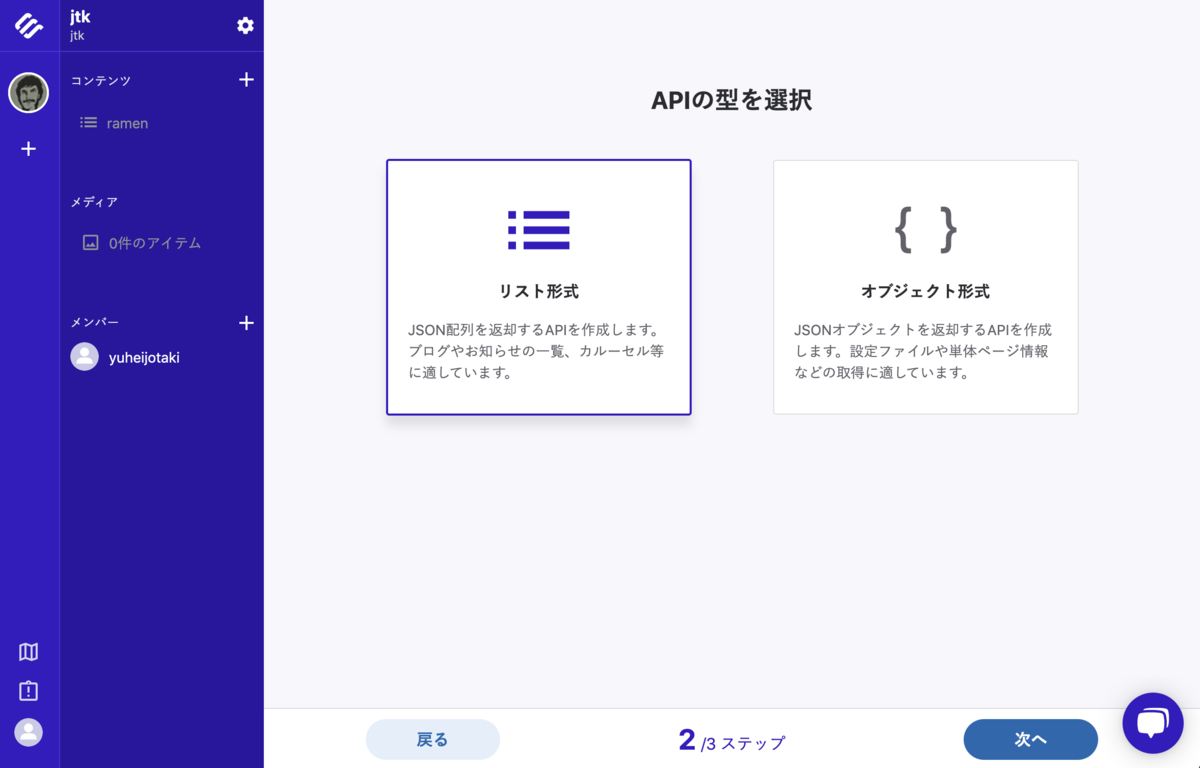 jtk
jtk
コンテンツ
ramen
メディア
0件のアイテム
メンバー
yuheijotaki
APIの型を選択
リスト形式
JSON配列を返却するAPIを作成します。
ブログやお知らせの一覧、カルーセル等
に適しています。
{ }
オブジェクト形式
JSONオブジェクトを返却するAPIを作成
します。設定ファイルや単体ページ情報
などの取得に適しています。
戻る
2 /3 ステップ
次へ